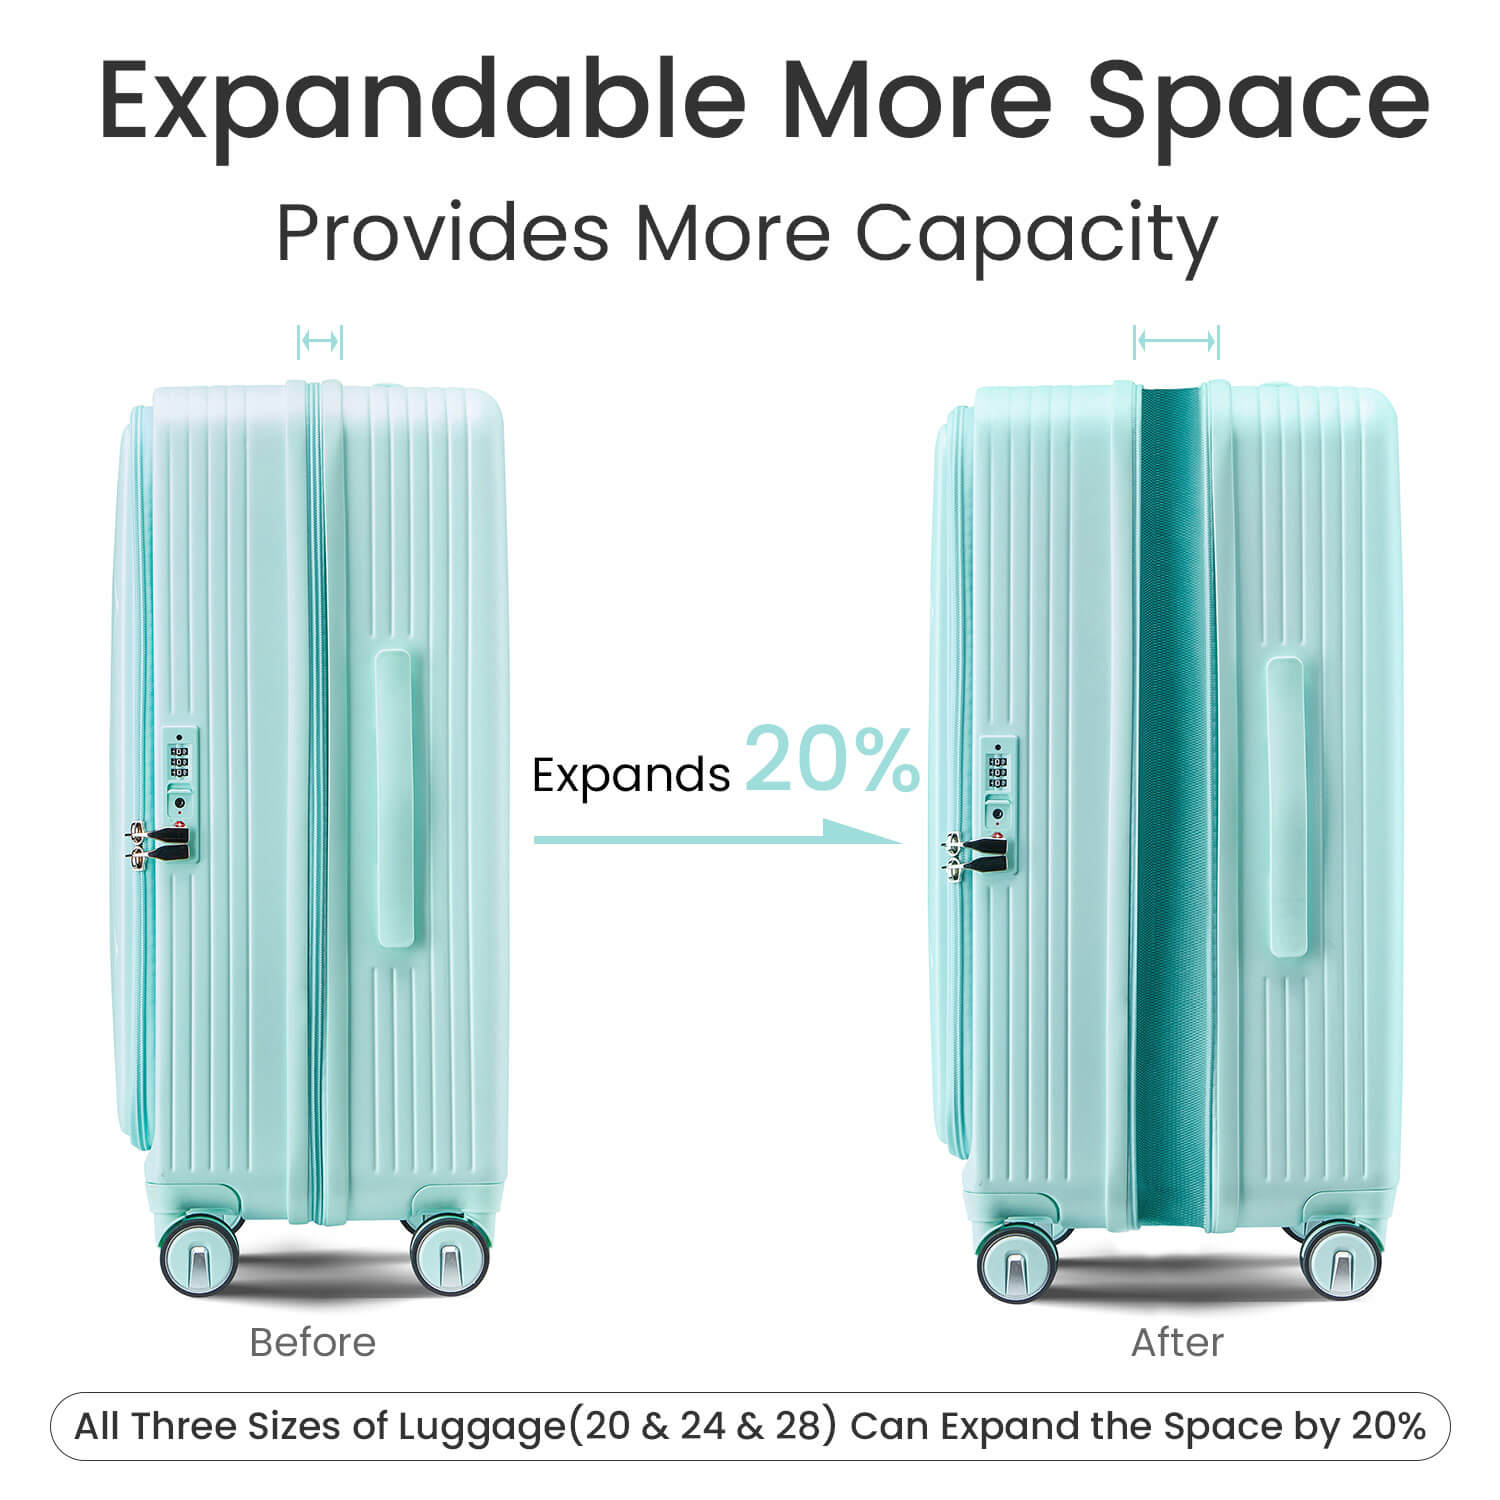 Expandable More Space
Provides More Capacity
Expands 20%
Before
After
All Three Sizes of Luggage(20 & 24 & 28) Can Expand the Space by 20%